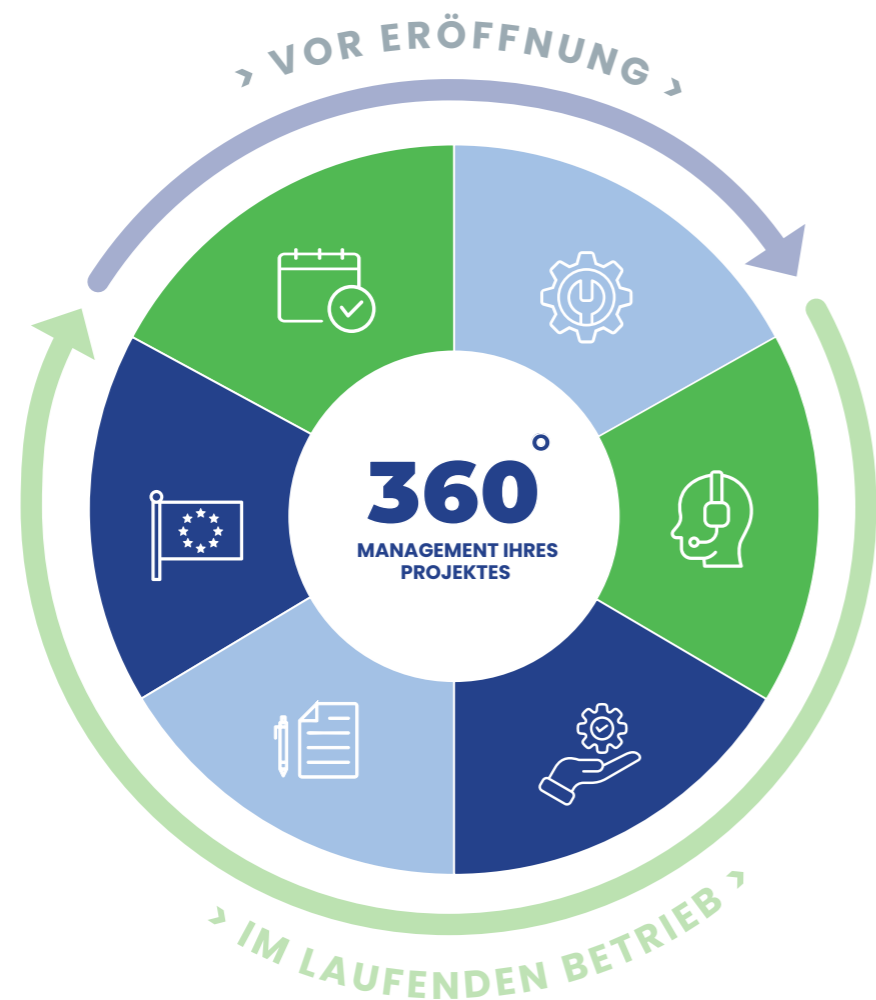 › VOR ERÖFFNUNG ›
360°
MANAGEMENT IHRES
PROJEKTES
› IM LAUFENDEN BETRIEB ›